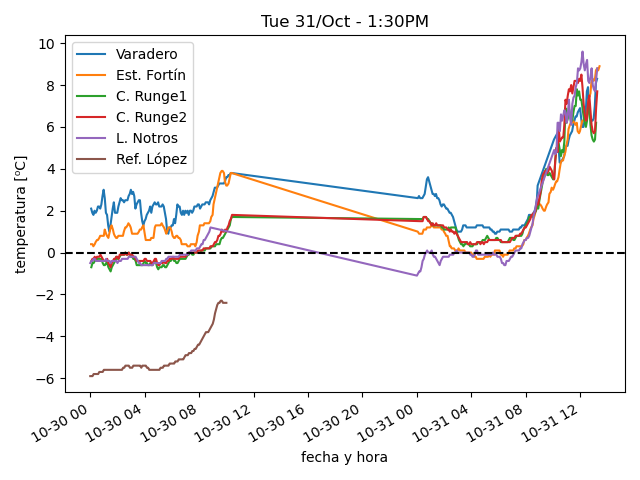 Tue 31/Oct - 1:30PM
Varadero
Est. Fortín
C. Runge1
C. Runge2
L. Notros
Ref. López
temperatura [ºC]
10
8
6
4
2
0
−2
−4
−6
10-30 00
10-30 04
10-30 08
10-30 12
10-30 16
10-30 20
10-31 00
10-31 04
10-31 08
10-31 12
fecha y hora